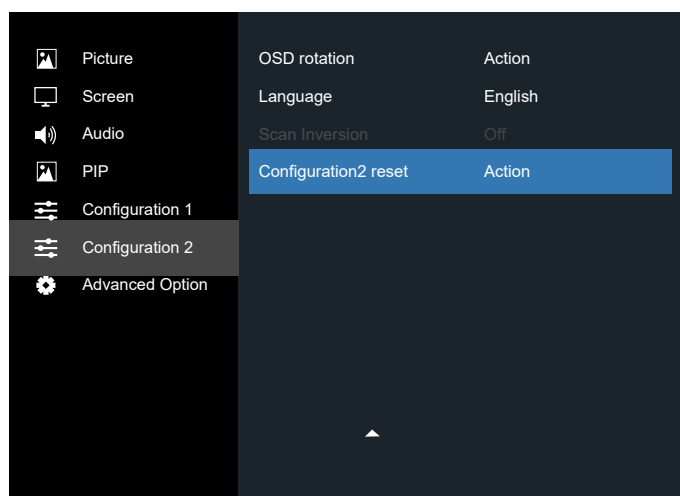 Picture
Screen
Audio
PIP
Configuration 1
Configuration 2
Advanced Option
OSD rotation Action
Language English
Scan Inversion Off
Configuration2 reset Action